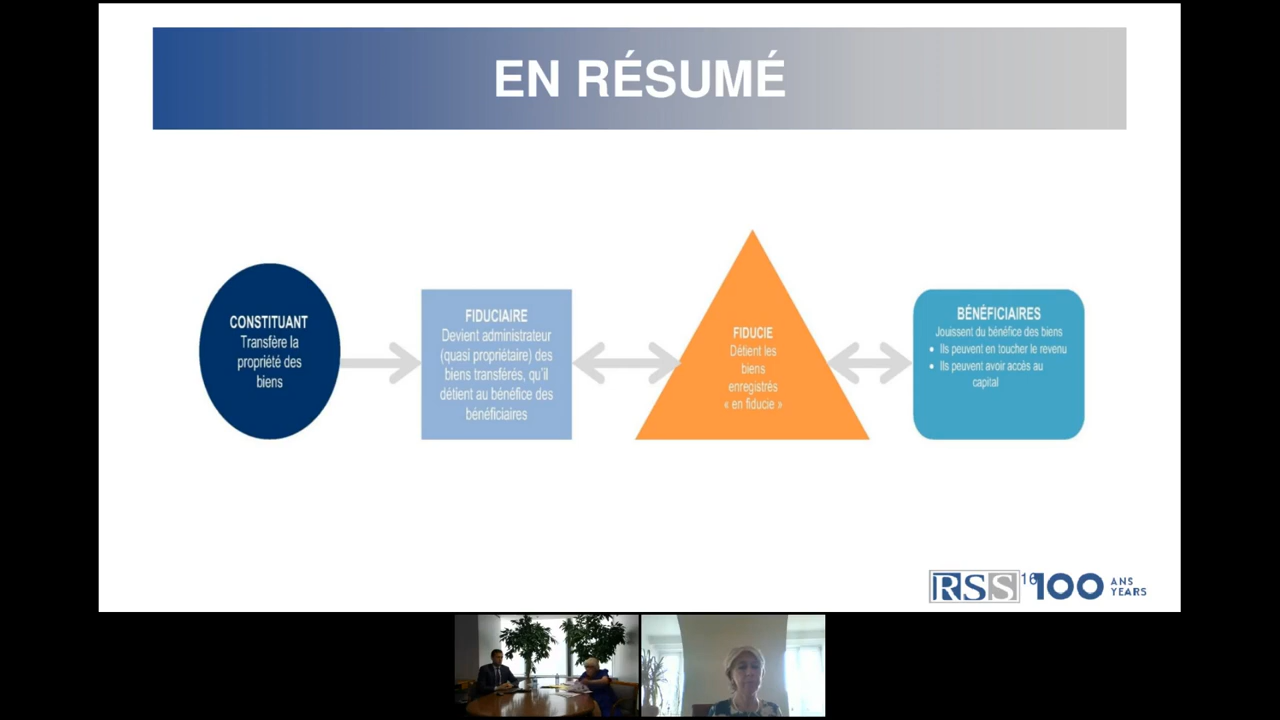 EN RÉSUMÉ
CONSTITUANT
Transfère la
propriété des
biens
FIDUCIAIRE
Devient administrateur
(quasi propriétaire) des
biens transférés, qu'il
détient au bénéfice des
bénéficiaires
FIDUCIE
Détient les
biens
enregistrés
« en fiducie »
BÉNÉFICIAIRES
Jouissent du bénéfice des biens
• Ils peuvent en toucher le revenu
• Ils peuvent avoir accès au
capital
RSS 16 100 ANS
YEARS